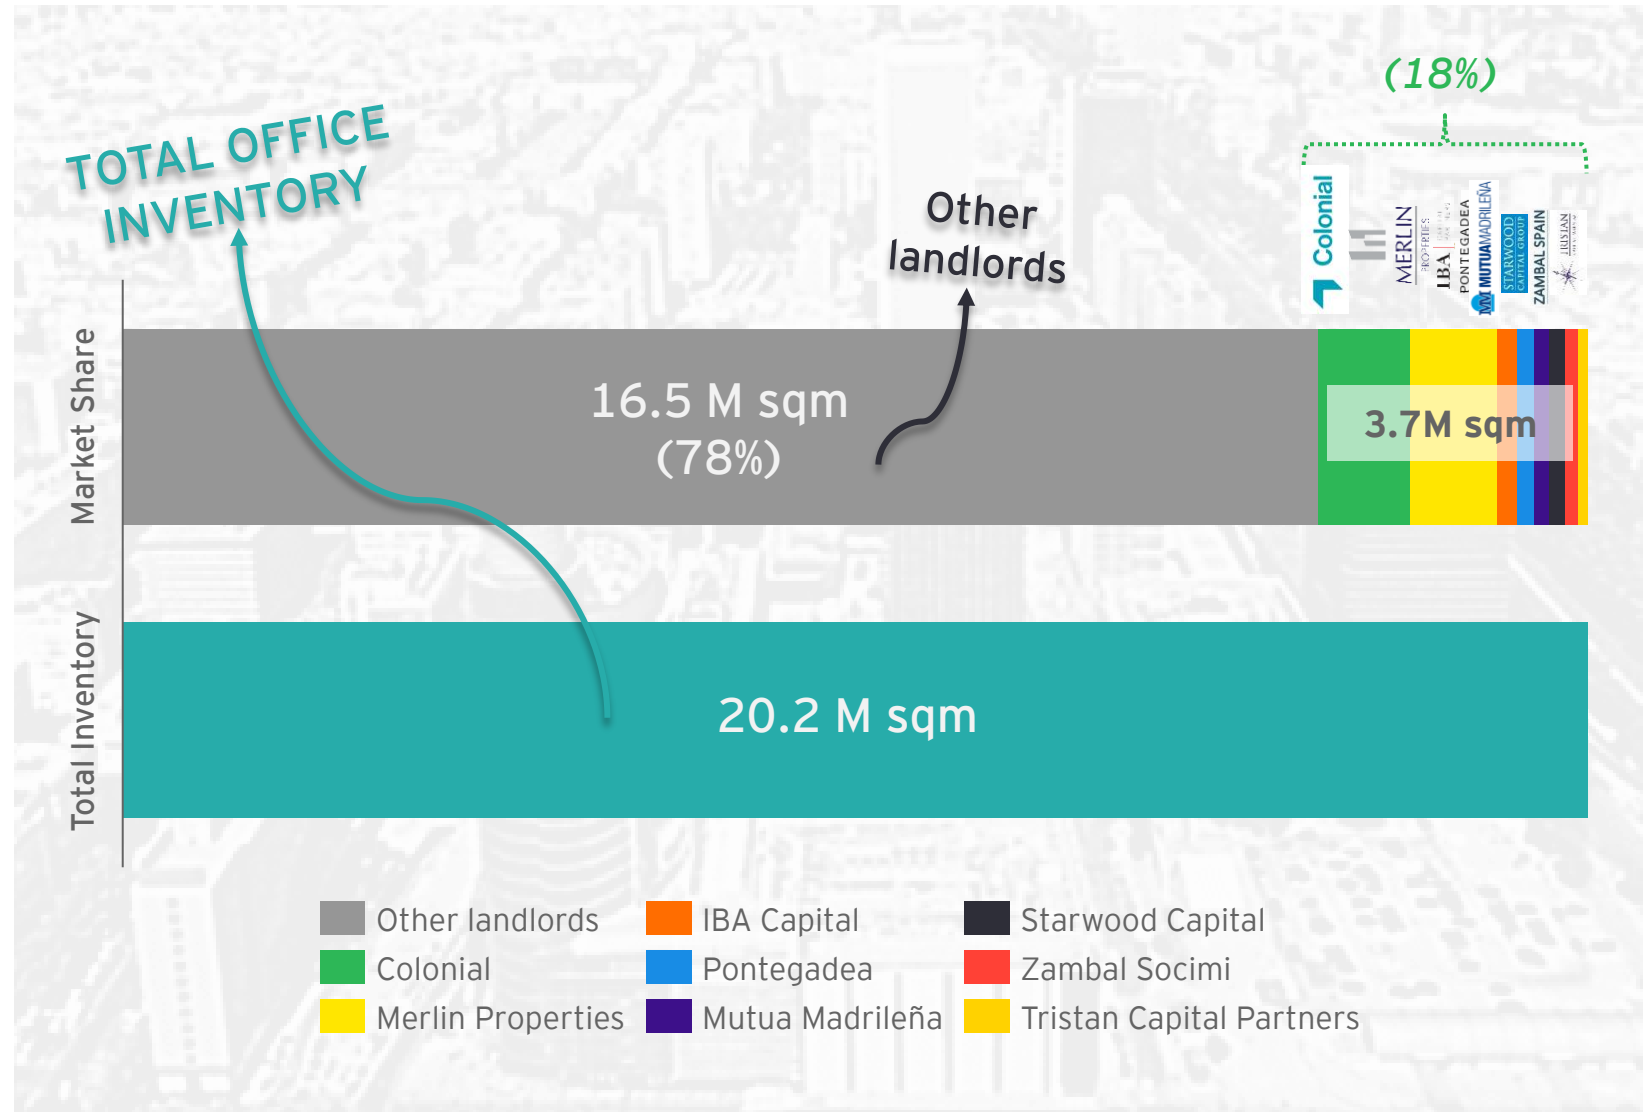 (18%)
TOTAL OFFICE
INVENTORY
Other
landlords
Colonial
MERLIN
PROPERTIES
IBA
PONTEGADEA
MM MUTUAMADRILEÑA
STARWOOD
CAPITAL GROUP
ZAMBAL SPAIN
TRISTAN
Market Share
16.5 M sqm
(78%)
3.7M sqm
Total Inventory
20.2 M sqm
Other landlords
IBA Capital
Starwood Capital
Colonial
Pontegadea
Zambal Socimi
Merlin Properties
Mutua Madrileña
Tristan Capital Partners